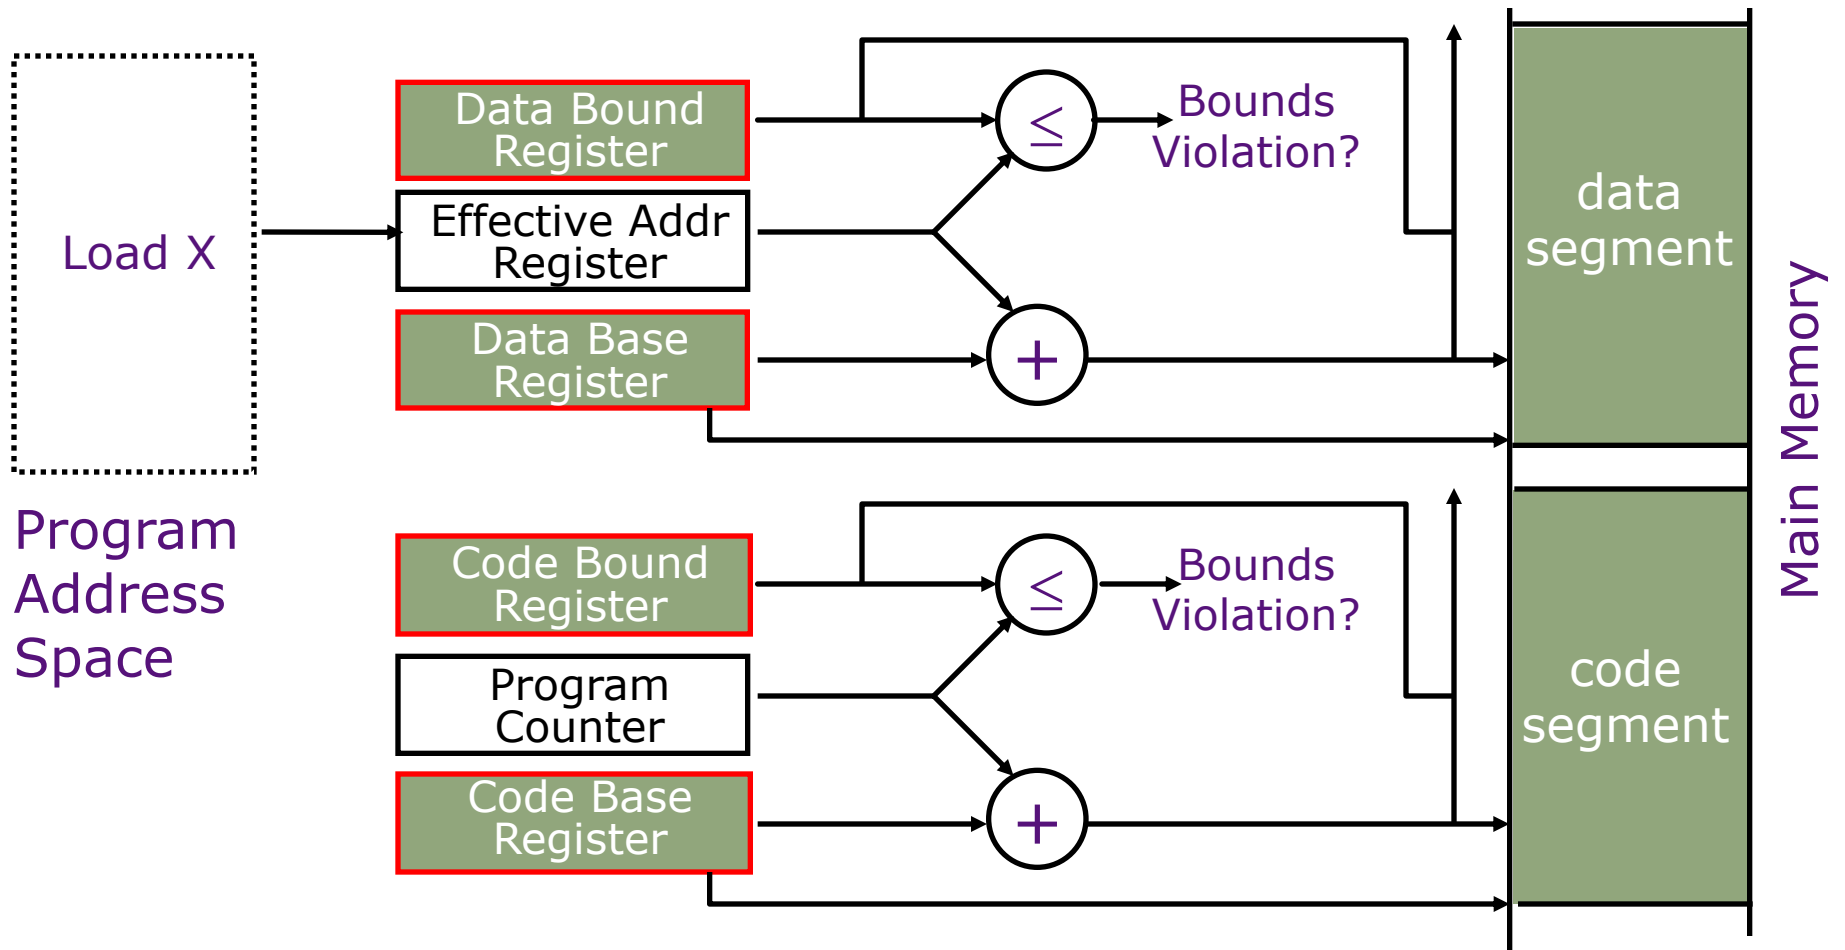 Load X
Program
Address
Space
Data Bound
Register
Effective Addr
Register
Data Base
Register
≤
+
Bounds
Violation?
Code Bound
Register
Program
Counter
Code Base
Register
≤
+
Bounds
Violation?
data
segment
code
segment
Main Memory